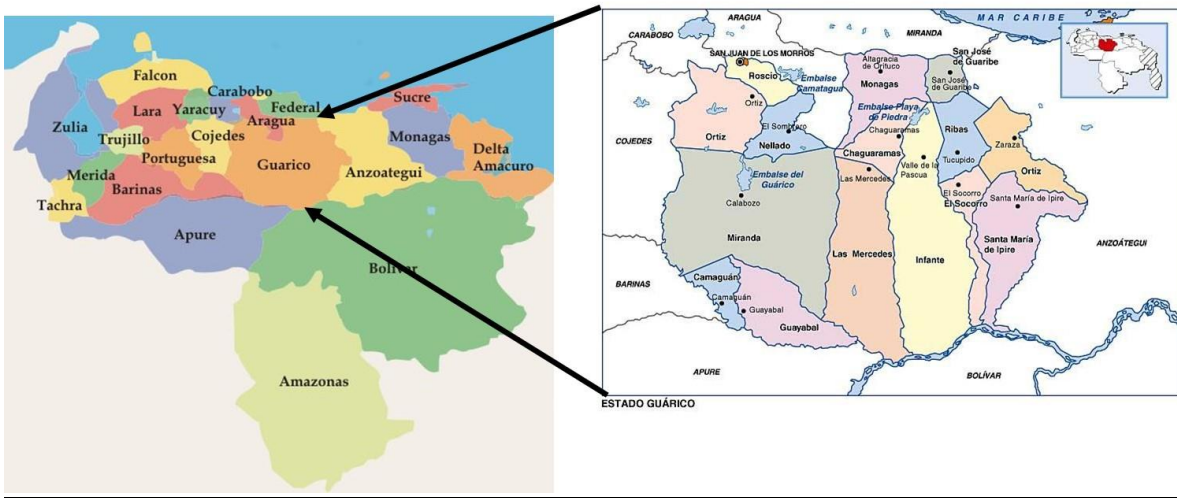 Falcon
Carabobo
Lara
Yaracuy
Federal
Aragua
Sucre
Zulia
Trujillo
Cojedes
Monagas
Portuguesa
Guarico
Anzoategui
Delta
Amacuro
Merida
Barinas
Tachra
Apure
Bolivar
Amazonas
MAR CARIBE
ARAGUA
CARABOBO
MIRANDA
SAN JUAN DE LOS MORROS
San José
de Guaribe
Altagracia
de Orituco
Roscio
Embalse
Camatagua
Monagas
San José
de Guaribe
Ortiz
Embalse Playa
de Piedra
El Sombrero
Ribas
Chaguaramas
COJEDES
Ortiz
Nellado
Zaraza
Chaguaramas
Tucupido
Valle de la
Pascua
Ortiz
Embalse del
Guárico
Las Mercedes
El Socorro
El Socorro
Santa María de Ipire
Calabozo
Miranda
Las Mercedes
Infante
Santa María
de Ipire
ANZOÁTEGUI
BARINAS
Camaguán
Camaguán
Guayabal
Guayabal
APURE
BOLÍVAR
ESTADO GUÁRICO